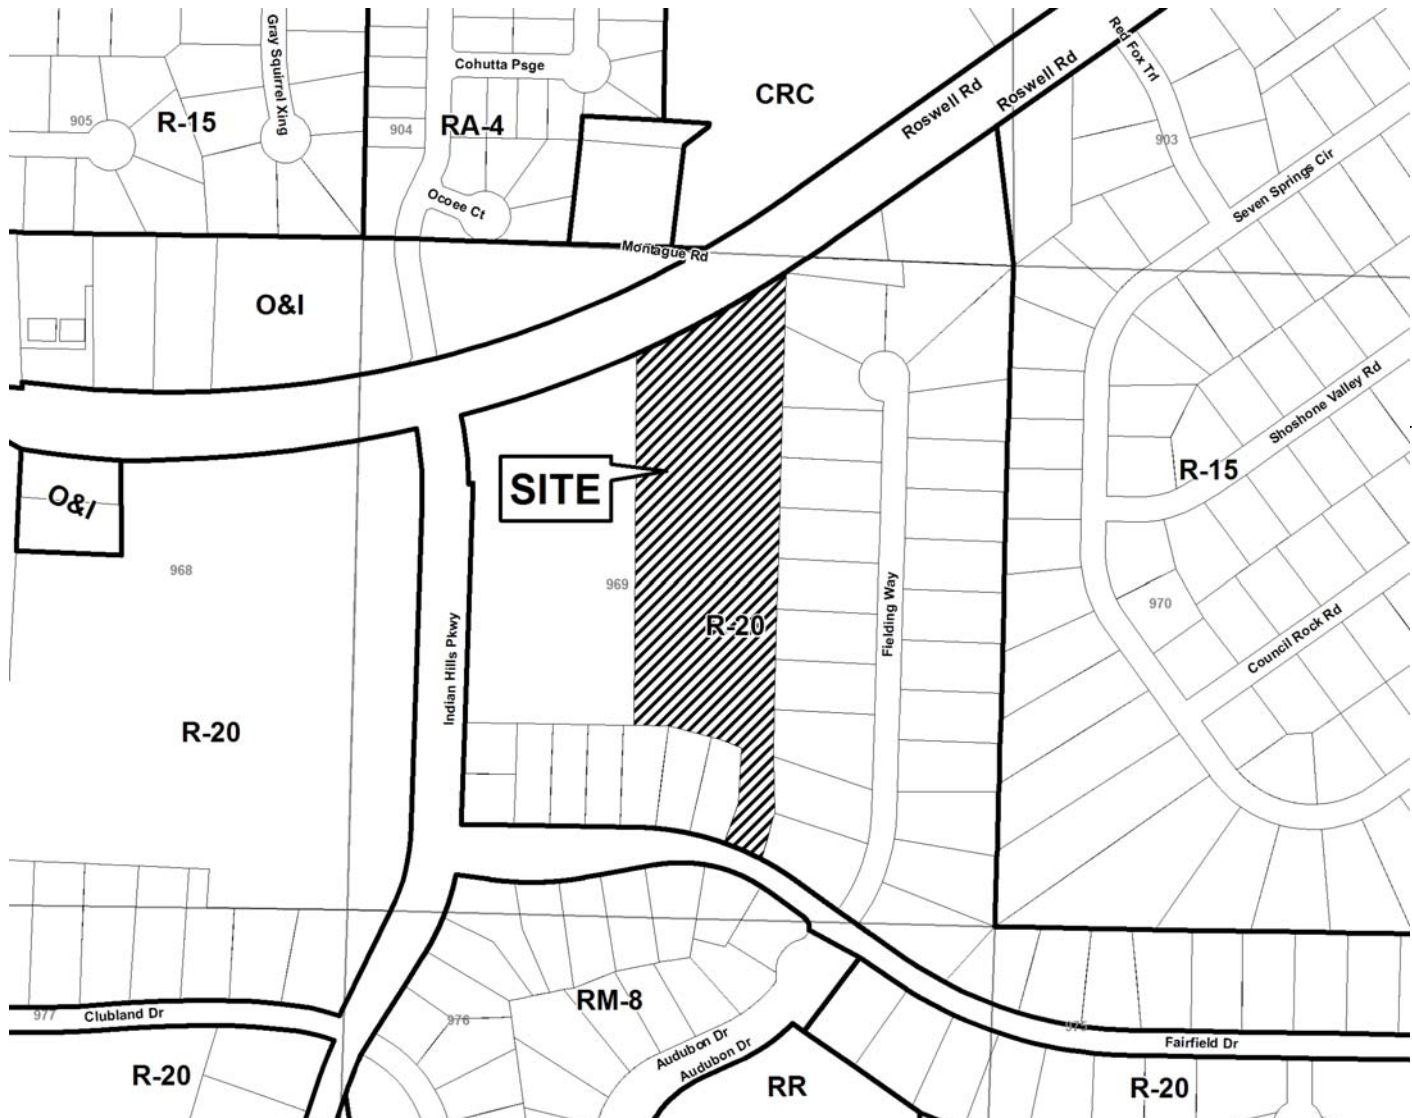 Gray Squirrel Xing
Cohutta Psge
CRC
Red Fox Trl
Roswell Rd
Roswell Rd
905
R-15
904
RA-4
903
Seven Springs Cir
Ocoee Ct
Montague Rd
O&I
Shoshone Valley Rd
R-15
SITE
O&I
968
969
970
R-20
Fielding Way
Council Rock Rd
Indian Hills Pkwy
R-20
RM-8
977
Clubland Dr
976
975
Fairfield Dr
Audubon Dr
Audubon Dr
R-20
RR
R-20